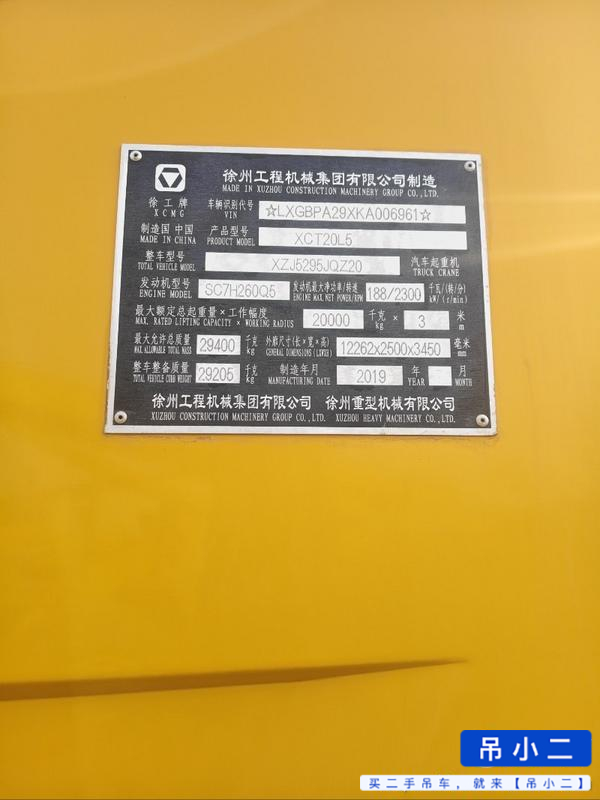 徐州工程机械集团有限公司制造
MADE IN XUZHOU CONSTRUCTION MACHINERY GROUP CO.,LTD.
徐工牌
XCMG
车辆识别代号
VIN
☆LXGBPA29XKA006961☆
制造国 中国
MADE IN CHINA
产品型号
PRODUCT MODEL
XCT20L5
整车型号
TOTAL VEHICLE MODEL
XZJ5295JQZ20
汽车起重机
TRUCK CRANE
发动机型号
ENGINE MODEL
SC7H260Q5
发动机最大净功率/转速
ENGINE MAX.NET POWER/RPM
188/2300
千瓦/(转/分)
kW/(r/min)
最大额定总起重量×工作幅度
MAX. RATED LIFTING CAPACITY × WORKING RADIUS
20000
千克
kg
×
3
米
m
最大允许总质量
MAX. ALLOWABLE TOTAL MASS
29400
千克
kg
外廓尺寸(长×宽×高)
GENERAL DIMENSIONS (LXWXH)
12262x2500x3450
毫米
mm
整车整备质量
TOTAL VEHICLE CURB WEIGHT
29205
千克
kg
制造年月
MANUFACTURING DATE
2019
年
YEAR
月
MONTH
徐州工程机械集团有限公司 徐州重型机械有限公司
XUZHOU CONSTRUCTION MACHINERY GROUP CO.,LTD. XUZHOU HEAVY MACHINERY CO.,LTD.
吊小二
买二手吊车，就来【吊小二】